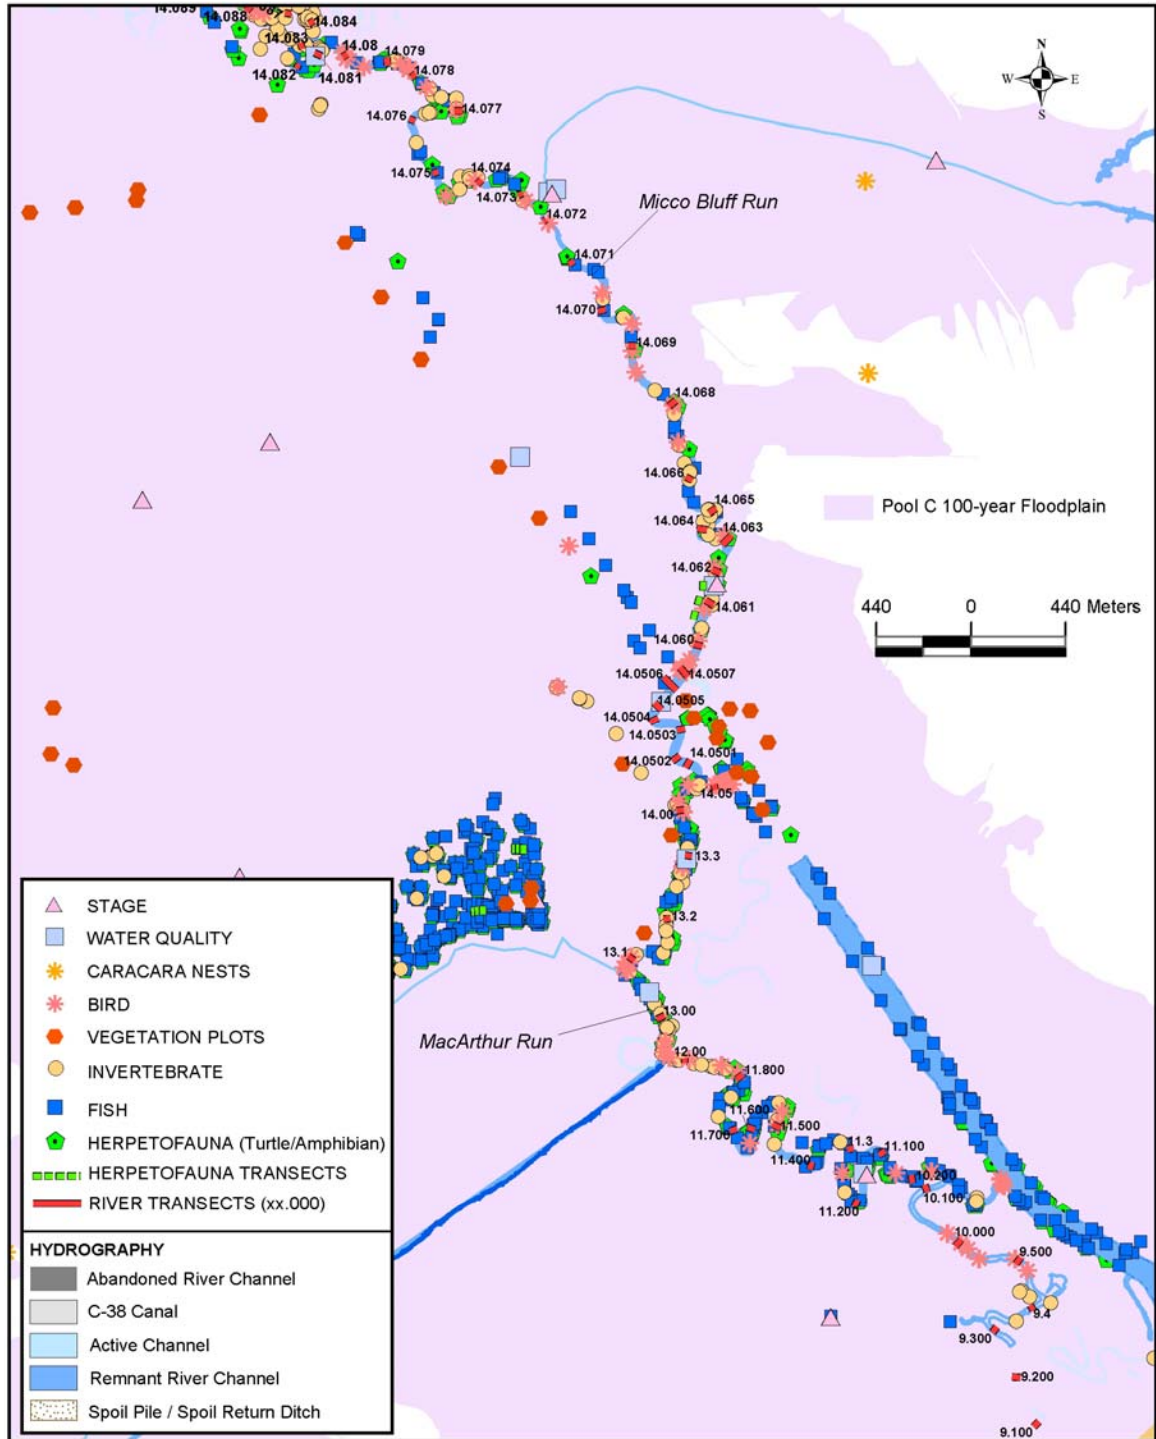 14.089
14.088
14.087
14.084
14.083
14.08
14.079
14.082
14.081
14.078
14.077
14.076
14.075
14.074
14.073
14.072
N
W
E
S
Micco Bluff Run
14.071
14.070
14.069
14.068
14.066
14.065
14.064
14.063
Pool C 100-year Floodplain
14.062
14.061
440 0 440 Meters
14.060
14.0506
14.0507
14.0505
14.0504
14.0503
14.0502
14.0501
14.05
14.00
13.3
13.2
13.1
13.00
MacArthur Run
12.00
11.800
11.600
11.700
11.500
11.400
11.3
11.100
11.200
10.200
10.100
10.000
9.500
9.4
9.300
9.200
9.100
STAGE
WATER QUALITY
CARACARA NESTS
BIRD
VEGETATION PLOTS
INVERTEBRATE
FISH
HERPETOFAUNA (Turtle/Amphibian)
HERPETOFAUNA TRANSECTS
RIVER TRANSECTS (xx.000)
HYDROGRAPHY
Abandoned River Channel
C-38 Canal
Active Channel
Remnant River Channel
Spoil Pile / Spoil Return Ditch